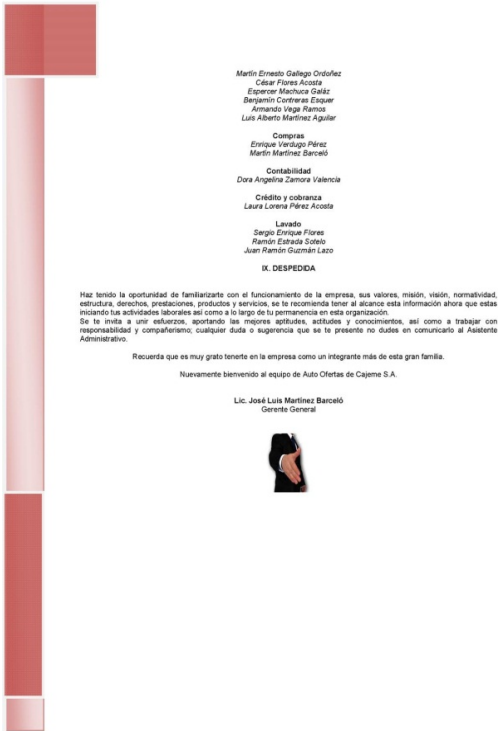 Martín Ernesto Gallego Ordoñez
César Flores Acosta
Espercer Machuca Galáz
Benjamín Contreras Esquer
Armando Vega Ramos
Luis Alberto Martínez Aguilar
Compras
Enrique Verdugo Pérez
Martín Martínez Barceló
Contabilidad
Dora Angelina Zamora Valencia
Crédito y cobranza
Laura Lorena Pérez Acosta
Lavado
Sergio Enrique Flores
Ramón Estrada Sotelo
Juan Ramón Guzmán Lazo
IX. DESPEDIDA
Haz tenido la oportunidad de familiarizarte con el funcionamiento de la empresa, sus valores, misión, visión, normatividad,
estructura, derechos, prestaciones, productos y servicios, se te recomienda tener al alcance esta información ahora que estas
iniciando tus actividades laborales así como a lo largo de tu permanencia en esta organización.
Se te invita a unir esfuerzos, aportando las mejores aptitudes, actitudes y conocimientos, así como a trabajar con
responsabilidad y compañerismo; cualquier duda o sugerencia que se te presente no dudes en comunicarlo al Asistente
Administrativo.
Recuerda que es muy grato tenerte en la empresa como un integrante más de esta gran familia.
Nuevamente bienvenido al equipo de Auto Ofertas de Cajeme S.A.
Lic. José Luis Martínez Barceló
Gerente General